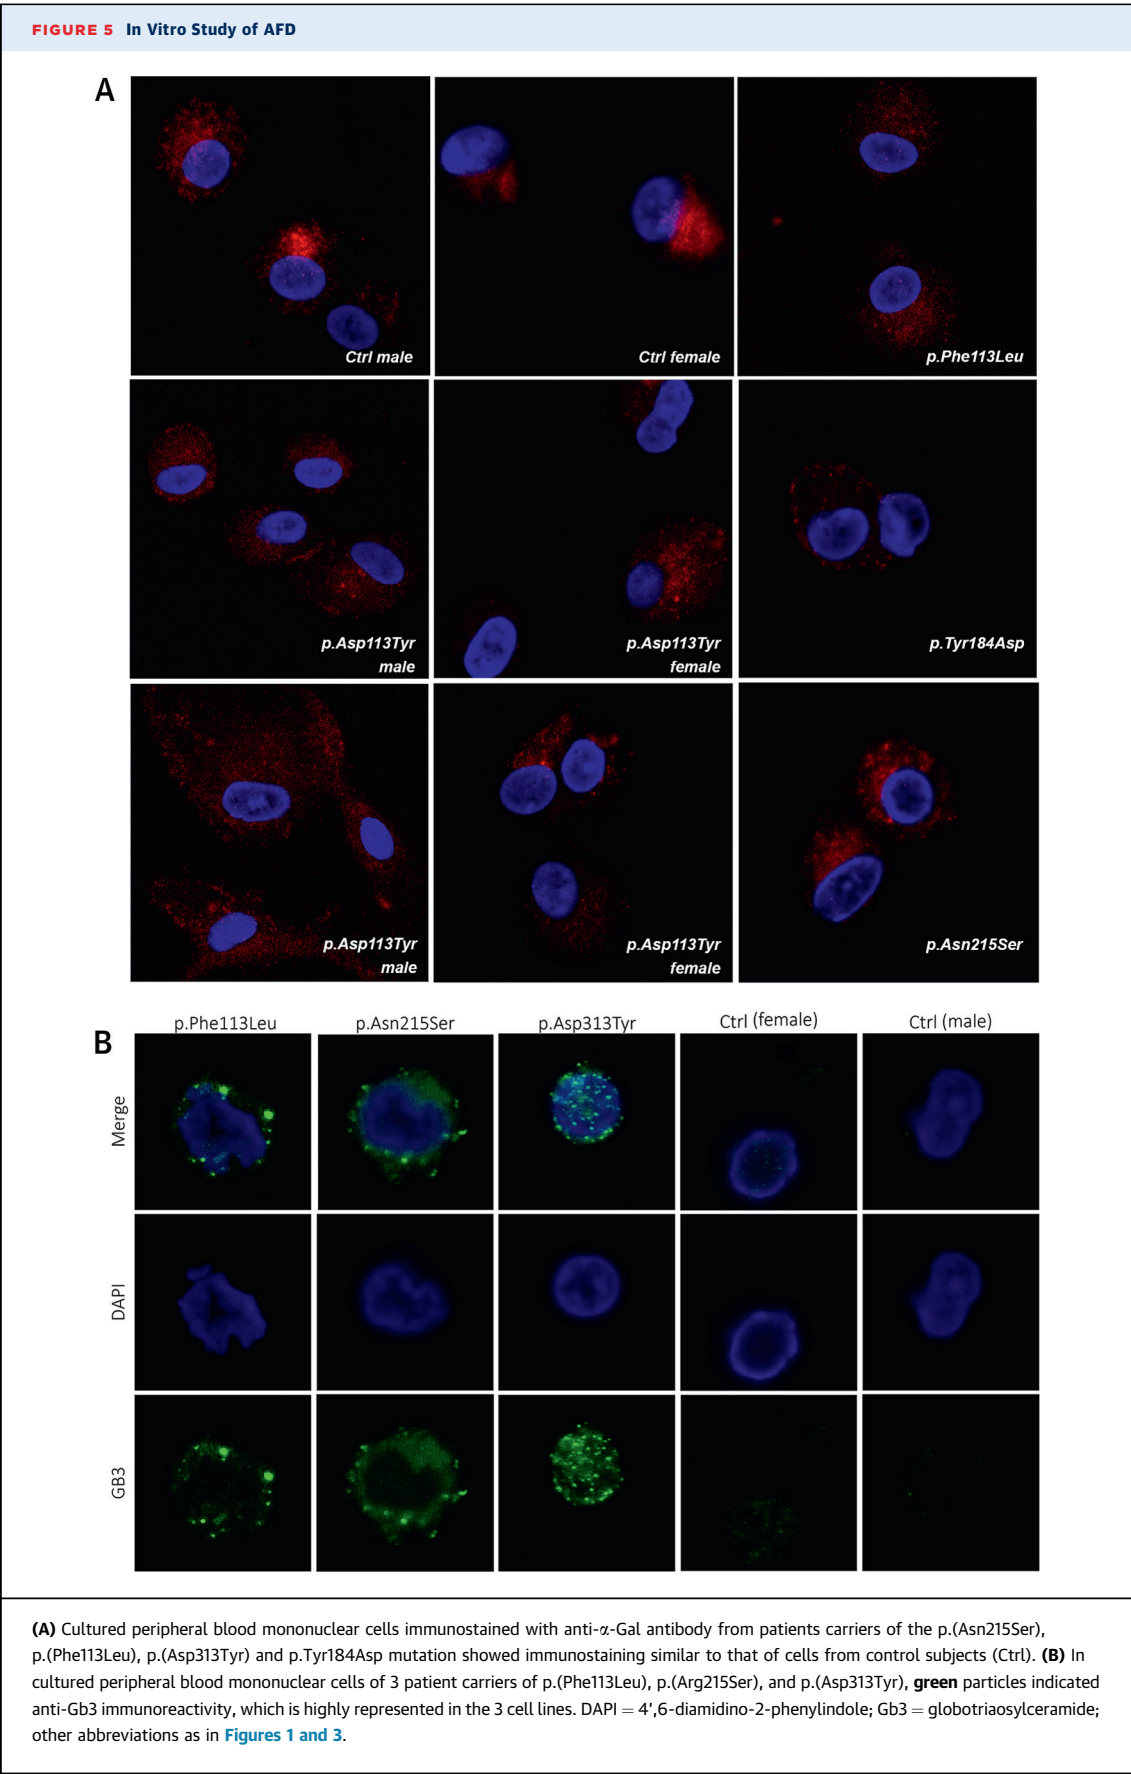 FIGURE 5 In Vitro Study of AFD
A
Ctrl male
Ctrl female
p.Phe113Leu
p.Asp113Tyr
male
p.Asp113Tyr
female
p.Tyr184Asp
p.Asp113Tyr
male
p.Asp113Tyr
female
p.Asn215Ser
B
p.Phe113Leu p.Asn215Ser p.Asp313Tyr Ctrl (female) Ctrl (male)
Merge
DAPI
GB3
(A) Cultured peripheral blood mononuclear cells immunostained with anti-α-Gal antibody from patients carriers of the p.(Asn215Ser),
p.(Phe113Leu), p.(Asp313Tyr) and p.Tyr184Asp mutation showed immunostaining similar to that of cells from control subjects (Ctrl). (B) In
cultured peripheral blood mononuclear cells of 3 patient carriers of p.(Phe113Leu), p.(Arg215Ser), and p.(Asp313Tyr), green particles indicated
anti-Gb3 immunoreactivity, which is highly represented in the 3 cell lines. DAPI = 4′,6-diamidino-2-phenylindole; Gb3 = globotriaosylceramide;
other abbreviations as in Figures 1 and 3.